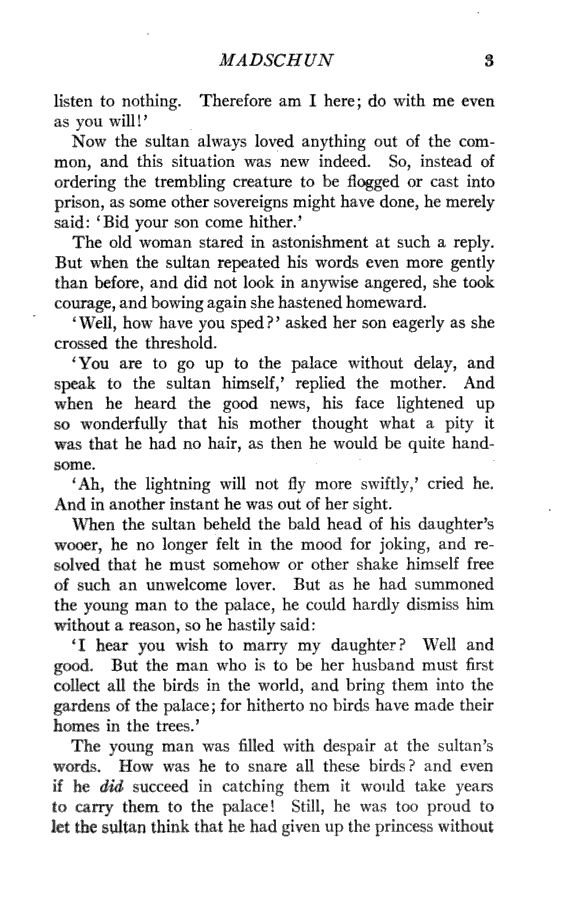 MADSCHUN 3
listen to nothing. Therefore am I here; do with me even
as you will!’
Now the sultan always loved anything out of the com-
mon, and this situation was new indeed. So, instead of
ordering the trembling creature to be flogged or cast into
prison, as some other sovereigns might have done, he merely
said: ‘Bid your son come hither.’
The old woman stared in astonishment at such a reply.
But when the sultan repeated his words even more gently
than before, and did not look in anywise angered, she took
courage, and bowing again she hastened homeward.
‘Well, how have you sped?’ asked her son eagerly as she
crossed the threshold.
‘You are to go up to the palace without delay, and
speak to the sultan himself,’ replied the mother. And
when he heard the good news, his face lightened up
so wonderfully that his mother thought what a pity it
was that he had no hair, as then he would be quite hand-
some.
‘Ah, the lightning will not fly more swiftly,’ cried he.
And in another instant he was out of her sight.
When the sultan beheld the bald head of his daughter’s
wooer, he no longer felt in the mood for joking, and re-
solved that he must somehow or other shake himself free
of such an unwelcome lover. But as he had summoned
the young man to the palace, he could hardly dismiss him
without a reason, so he hastily said:
‘I hear you wish to marry my daughter? Well and
good. But the man who is to be her husband must first
collect all the birds in the world, and bring them into the
gardens of the palace; for hitherto no birds have made their
homes in the trees.’
The young man was filled with despair at the sultan’s
words. How was he to snare all these birds? and even
if he did succeed in catching them it would take years
to carry them to the palace! Still, he was too proud to
let the sultan think that he had given up the princess without